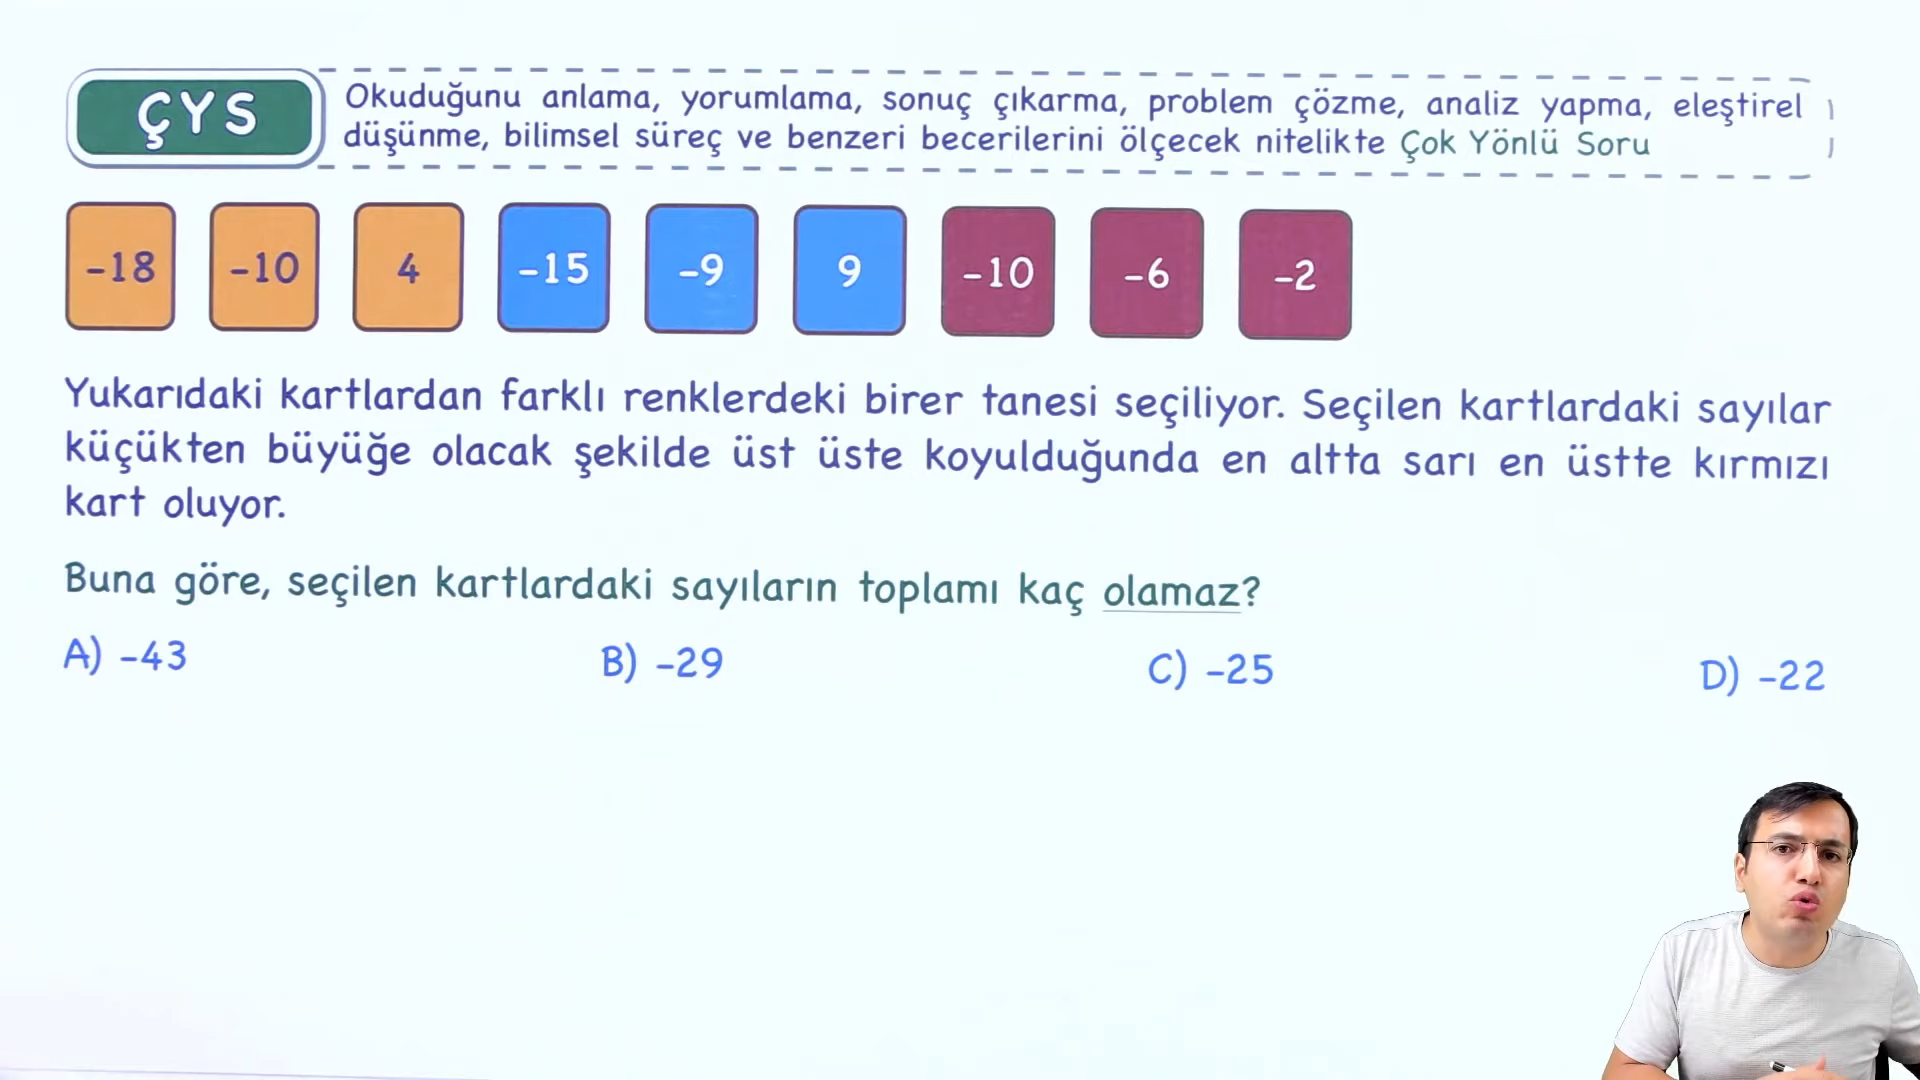 ÇYS
Okuduğunu anlama, yorumlama, sonuç çıkarma, problem çözme, analiz yapma, eleştirel
düşünme, bilimsel süreç ve benzeri becerilerini ölçecek nitelikte Çok Yönlü Soru
-18 -10 4 -15 -9 9 -10 -6 -2
Yukarıdaki kartlardan farklı renklerdeki birer tanesi seçiliyor. Seçilen kartlardaki sayılar
küçükten büyüğe olacak şekilde üst üste koyulduğunda en altta sarı en üstte kırmızı
kart oluyor.
Buna göre, seçilen kartlardaki sayıların toplamı kaç olamaz?
A) -43 B) -29 C) -25 D) -22